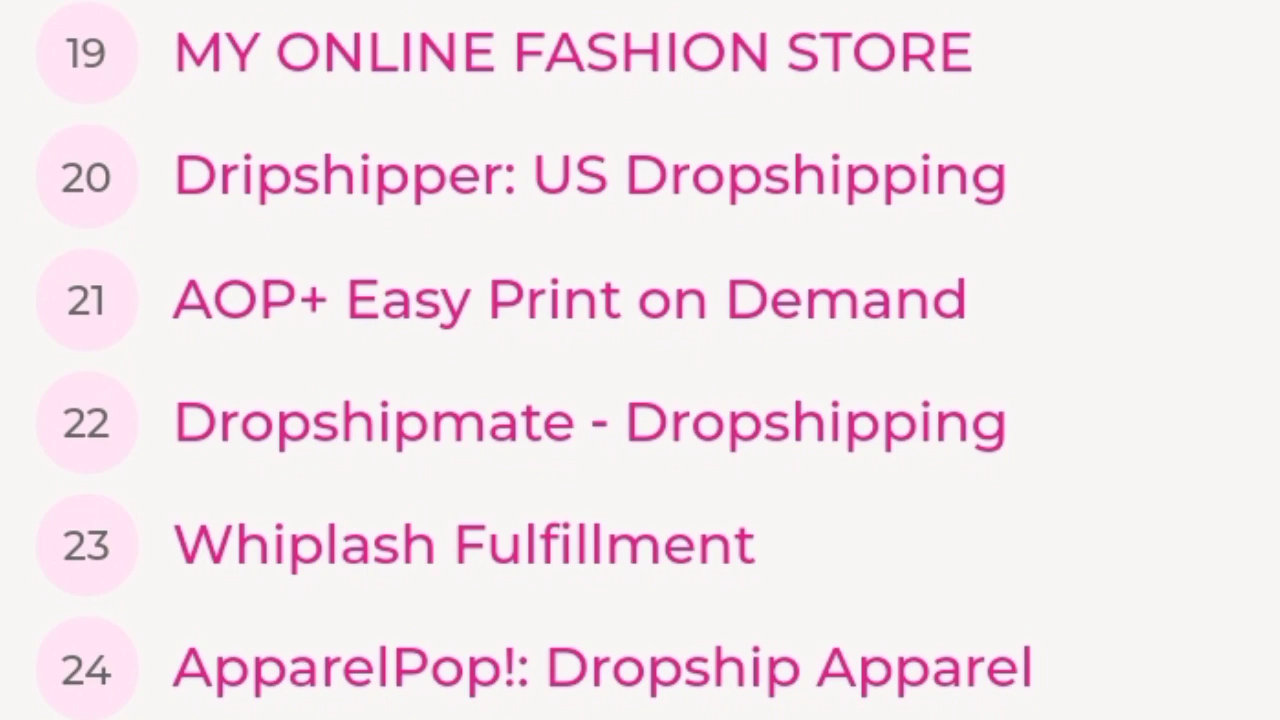 19 MY ONLINE FASHION STORE
20 Dripshipper: US Dropshipping
21 AOP+ Easy Print on Demand
22 Dropshipmate - Dropshipping
23 Whiplash Fulfillment
24 ApparelPop!: Dropship Apparel